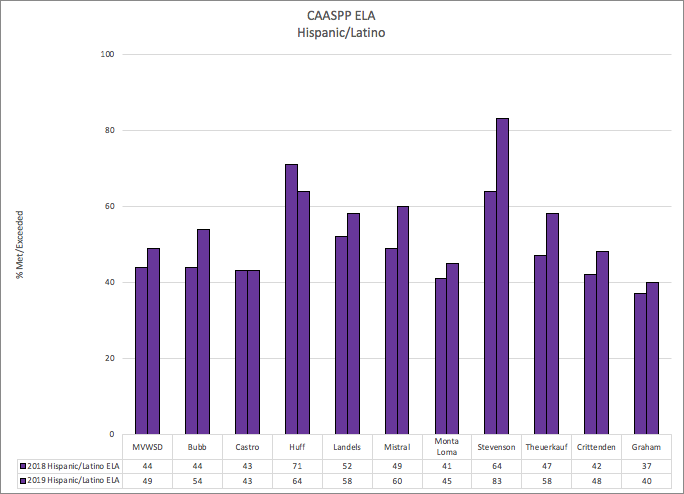 CAASPP ELA
Hispanic/Latino
100
80
60
40
20
0
% Met/Exceeded
MVWSD Bubb Castro Huff Landels Mistral Monta Loma Stevenson Theuerkauf Crittenden Graham
2018 Hispanic/Latino ELA 44 44 43 71 52 49 41 64 47 42 37
2019 Hispanic/Latino ELA 49 54 43 64 58 60 45 83 58 48 40